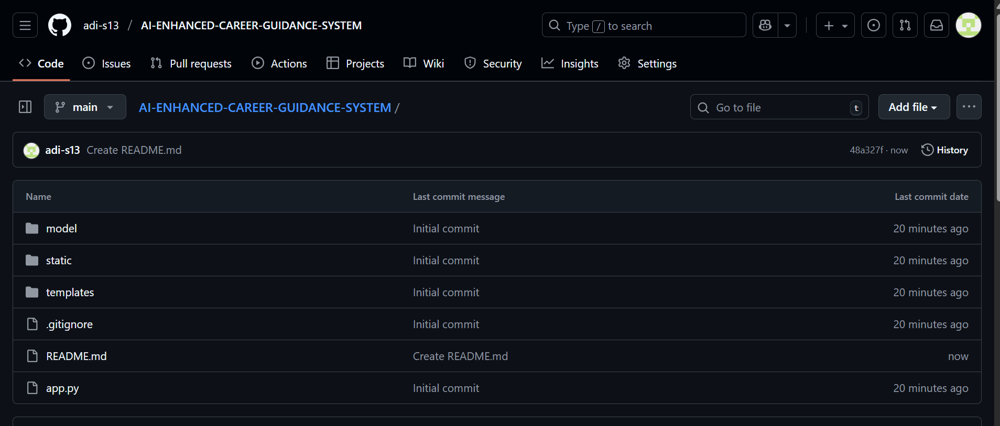 adi-s13 / AI-ENHANCED-CAREER-GUIDANCE-SYSTEM Type / to search
Code Issues Pull requests Actions Projects Wiki Security Insights Settings
main AI-ENHANCED-CAREER-GUIDANCE-SYSTEM / Go to file t Add file
adi-s13 Create README.md 48a327f · now History
Name Last commit message Last commit date
model Initial commit 20 minutes ago
static Initial commit 20 minutes ago
templates Initial commit 20 minutes ago
.gitignore Initial commit 20 minutes ago
README.md Create README.md now
app.py Initial commit 20 minutes ago